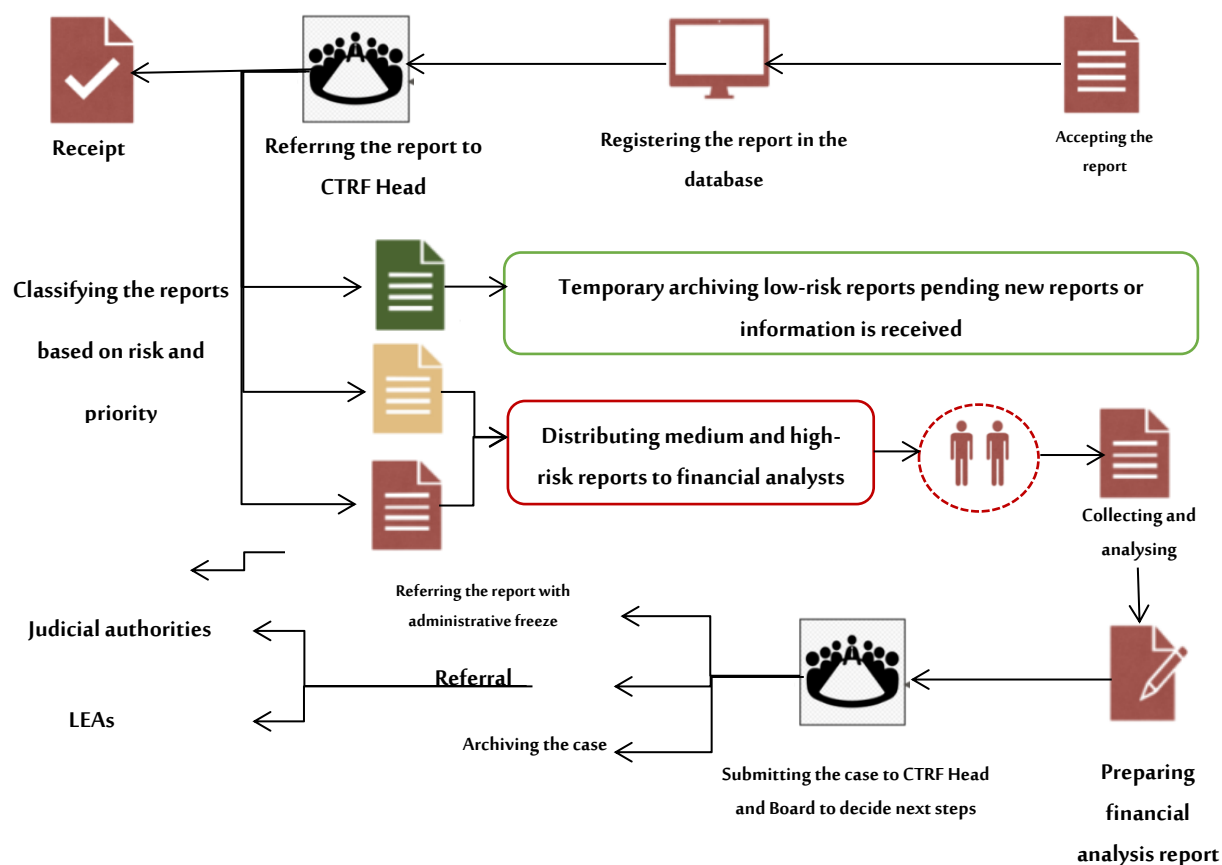 Receipt
Referring the report to
CTRF Head
Registering the report in the
database
Accepting the
report
Classifying the reports
based on risk and
priority
Temporary archiving low-risk reports pending new reports or
information is received
Distributing medium and high-
risk reports to financial analysts
Collecting and
analysing
Referring the report with
administrative freeze
Judicial authorities
Referral
LEAs
Archiving the case
Submitting the case to CTRF Head
and Board to decide next steps
Preparing
financial
analysis report